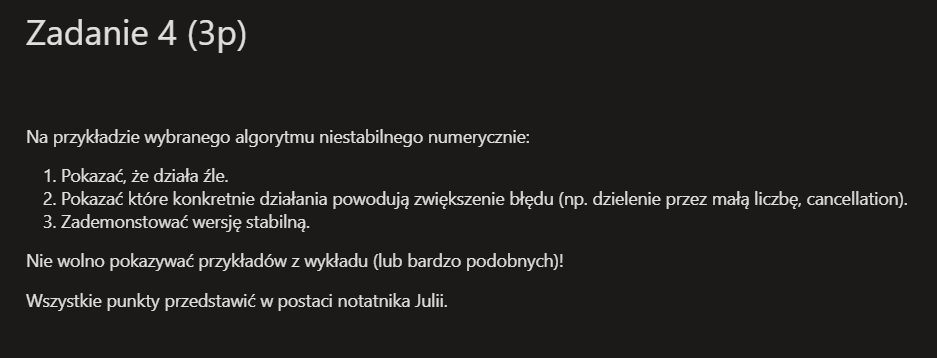 Zadanie 4 (3p)
Na przykładzie wybranego algorytmu niestabilnego numerycznie:
1. Pokazać, że działa źle.
2. Pokazać które konkretnie działania powodują zwiększenie błędu (np. dzielenie przez małą liczbę, cancellation).
3. Zademonstować wersję stabilną.
Nie wolno pokazywać przykładów z wykładu (lub bardzo podobnych)!
Wszystkie punkty przedstawić w postaci notatnika Julii.